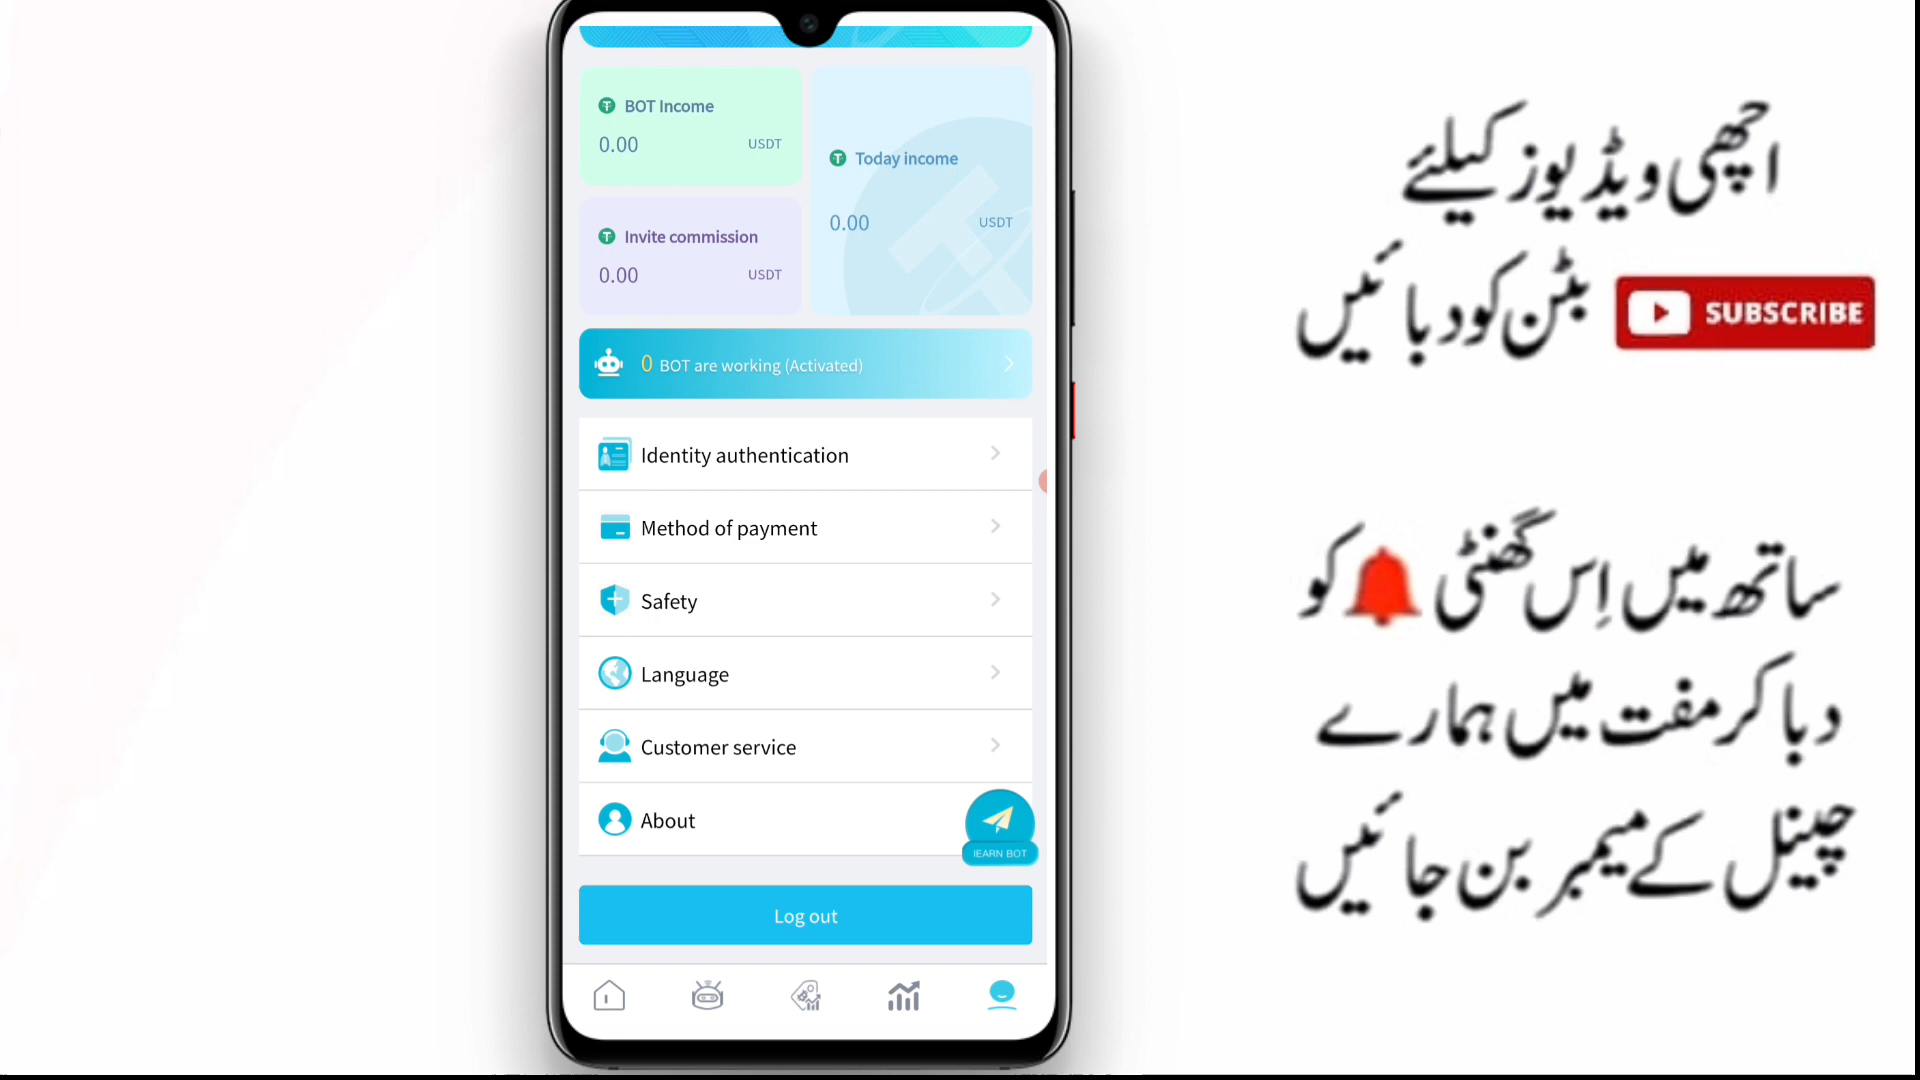 BOT Income
0.00 USDT
Today income
0.00 USDT
Invite commission
0.00 USDT
0 BOT are working (Activated)
Identity authentication
Method of payment
Safety
Language
Customer service
About
IEARN BOT
Log out
اچھی ویڈیوز کیلئے
SUBSCRIBE بٹن کو دبائیں
ساتھ میں اِس گھنٹی کو
دبا کر مفت میں ہمارے
چینل کے میمبر بن جائیں